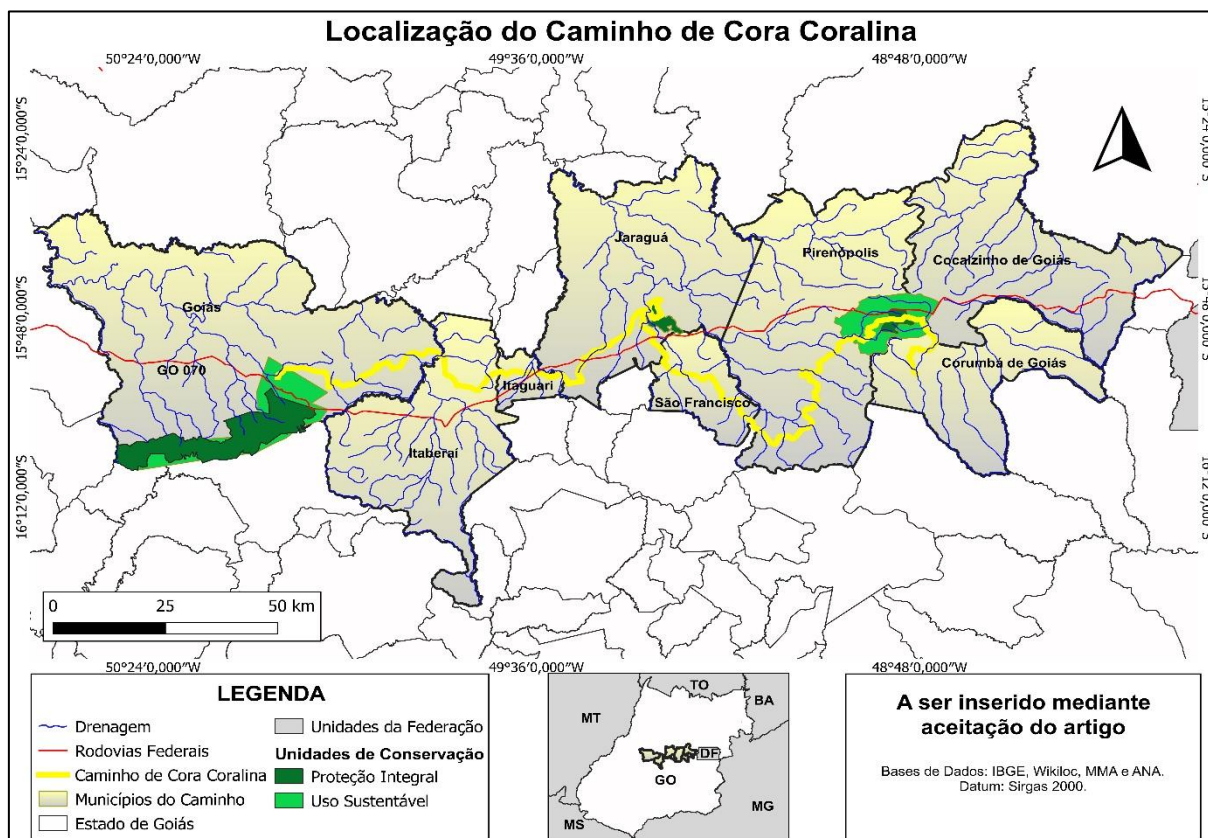 Localização do Caminho de Cora Coralina
50°24'0,000"W
49°36'0,000"W
48°48'0,000"W
15°24'0,000"S
15°48'0,000"S
16°12'0,000"S
Jaraguá
Pirenópolis
Cocalzinho de Goiás
Goiás
GO 070
Itaguari
Corumbá de Goiás
São Francisco
Itaberaí
0 25 50 km
50°24'0,000"W
49°36'0,000"W
48°48'0,000"W
LEGENDA
Drenagem
Rodovias Federais
Caminho de Cora Coralina
Municípios do Caminho
Estado de Goiás
Unidades da Federação
Unidades de Conservação
Proteção Integral
Uso Sustentável
TO
BA
MT
DF
GO
MG
MS
A ser inserido mediante
aceitação do artigo
Bases de Dados: IBGE, Wikiloc, MMA e ANA.
Datum: Sirgas 2000.